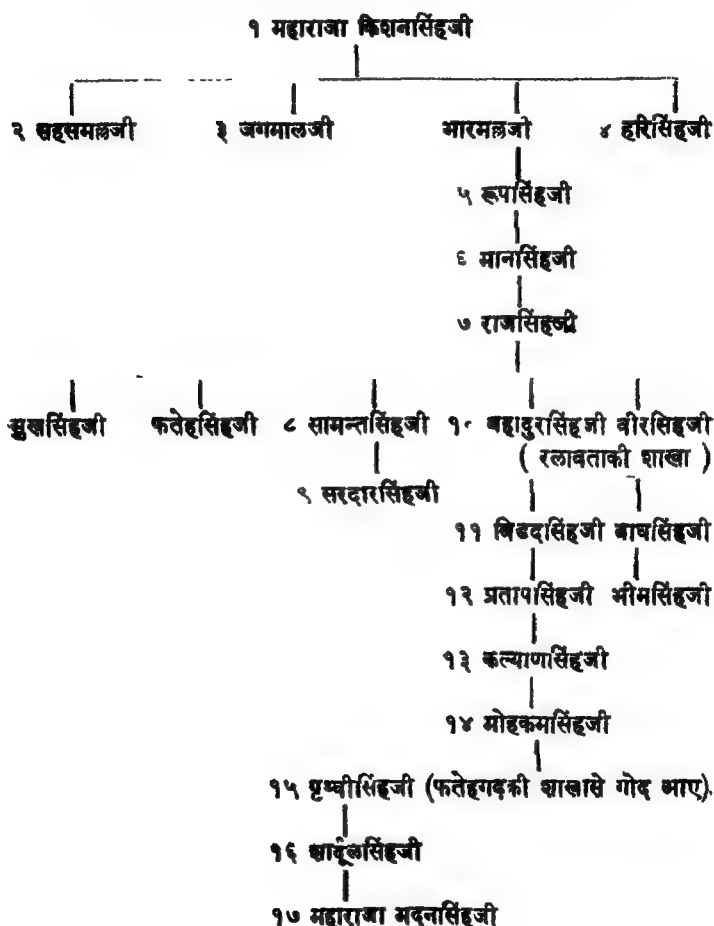 १ महाराजा किशनसिंहजी
२ सहसमलजी ३ जगमालजी भारमलजी ४ हरिसिंहजी
५ रूपसिंहजी
६ मानसिंहजी
७ राजसिंहजी
सुखसिंहजी फतेहसिंहजी ८ सामन्तसिंहजी १० बहादुरसिंहजी वीरसिंहजी
( रलावताकी शाखा )
९ सरदारसिंहजी
११ बिडदसिंहजी बाघसिंहजी
१२ प्रतापसिंहजी भीमसिंहजी
१३ कल्याणसिंहजी
१४ मोहकमसिंहजी
१५ पृथ्वीसिंहजी (फतेहगढकी शाखासे गोद आए).
१६ शार्दूलसिंहजी
१७ महाराजा मदनसिंहजी